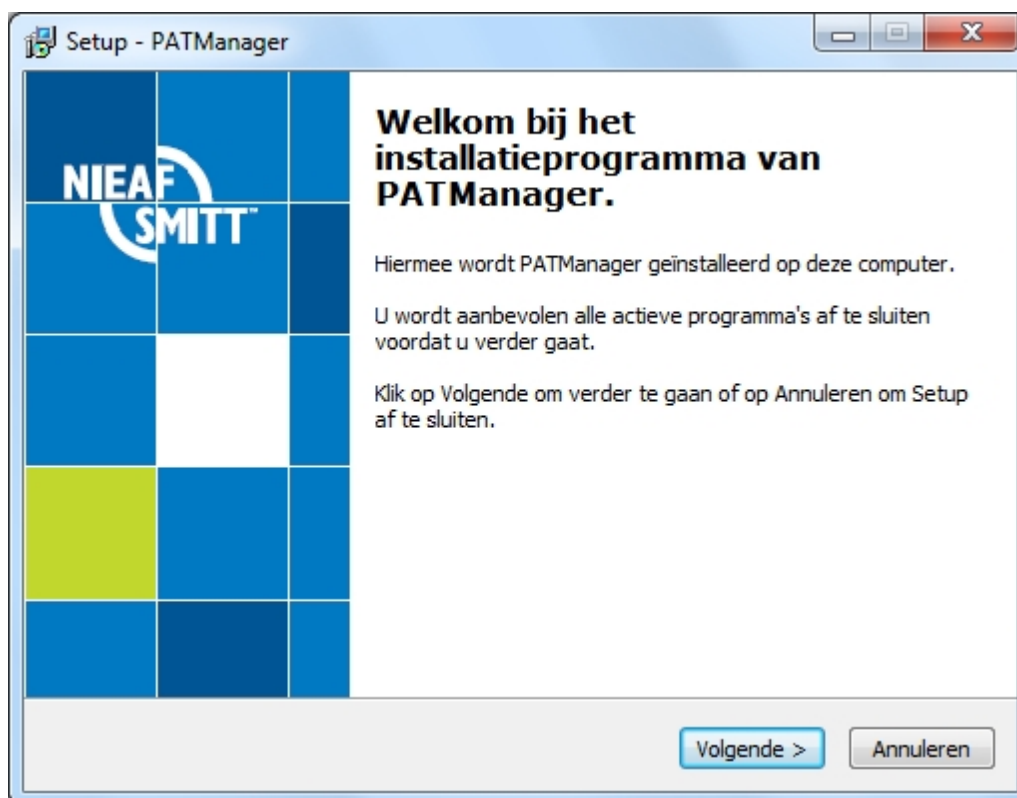 Setup - PATManager
NIEAF
SMITT™
Welkom bij het
installatieprogramma van
PATManager.
Hiermee wordt PATManager geïnstalleerd op deze computer.
U wordt aanbevolen alle actieve programma's af te sluiten
voordat u verder gaat.
Klik op Volgende om verder te gaan of op Annuleren om Setup
af te sluiten.
Volgende >
Annuleren